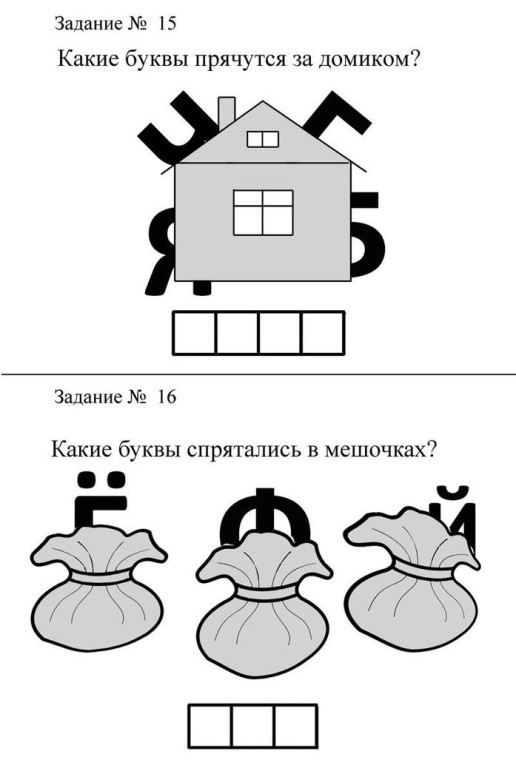 Задание № 15
Какие буквы прячутся за домиком?
Ч Г
Я Б
Задание № 16
Какие буквы спрятались в мешочках?
Ё Ф Й